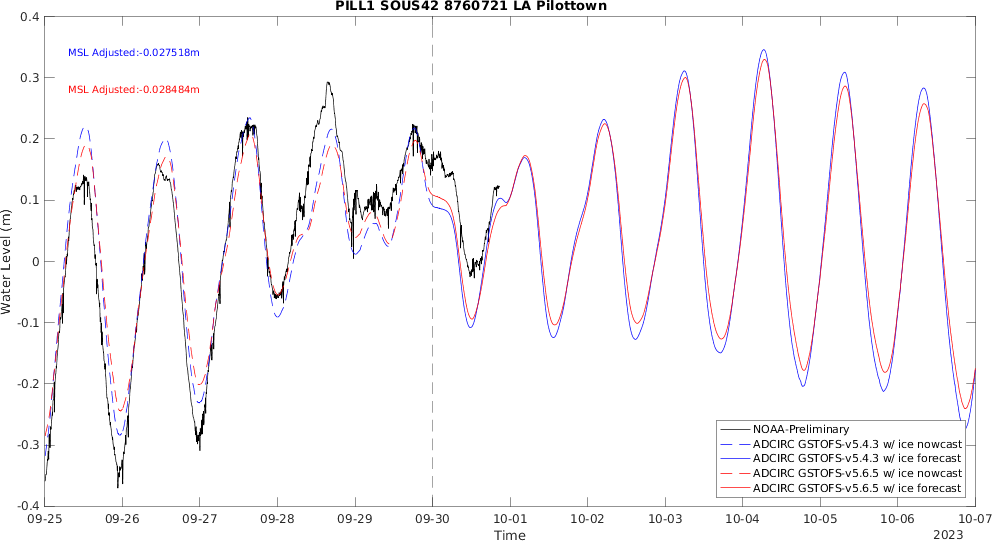 PILL1 SOUS42 8760721 LA Pilottown
MSL Adjusted:-0.027518m
MSL Adjusted:-0.028484m
Water Level (m)
0.4
0.3
0.2
0.1
0
-0.1
-0.2
-0.3
-0.4
NOAA-Preliminary
ADCIRC GSTOFS-v5.4.3 w/ ice nowcast
ADCIRC GSTOFS-v5.4.3 w/ ice forecast
ADCIRC GSTOFS-v5.6.5 w/ ice nowcast
ADCIRC GSTOFS-v5.6.5 w/ ice forecast
09-25 09-26 09-27 09-28 09-29 09-30 10-01 10-02 10-03 10-04 10-05 10-06 10-07
Time
2023